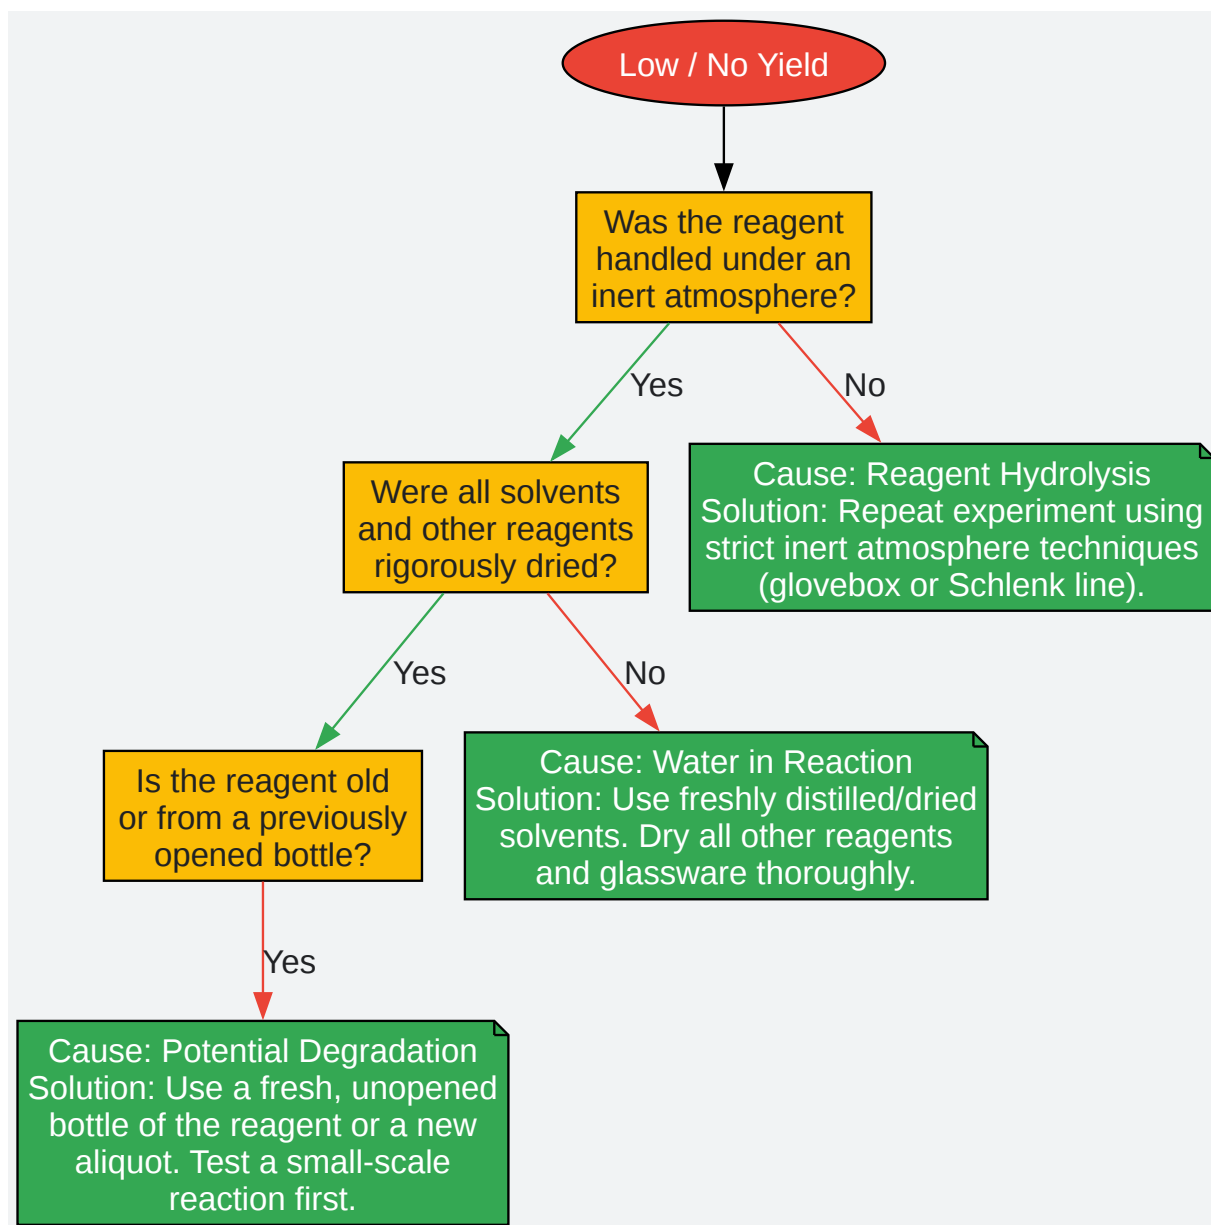 Low / No Yield
Was the reagent
handled under an
inert atmosphere?
Yes
No
Were all solvents
and other reagents
rigorously dried?
Cause: Reagent Hydrolysis
Solution: Repeat experiment using
strict inert atmosphere techniques
(glovebox or Schlenk line).
Yes
No
Is the reagent old
or from a previously
opened bottle?
Cause: Water in Reaction
Solution: Use freshly distilled/dried
solvents. Dry all other reagents
and glassware thoroughly.
Yes
Cause: Potential Degradation
Solution: Use a fresh, unopened
bottle of the reagent or a new
aliquot. Test a small-scale
reaction first.